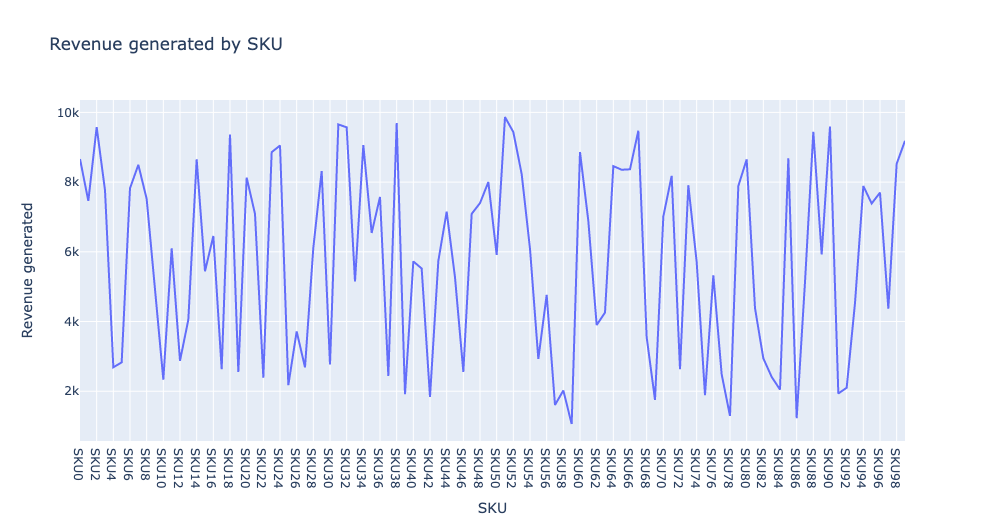 Revenue generated by SKU
10k
8k
6k
4k
2k
Revenue generated
SKU0
SKU2
SKU4
SKU6
SKU8
SKU10
SKU12
SKU14
SKU16
SKU18
SKU20
SKU22
SKU24
SKU26
SKU28
SKU30
SKU32
SKU34
SKU36
SKU38
SKU40
SKU42
SKU44
SKU46
SKU48
SKU50
SKU52
SKU54
SKU56
SKU58
SKU60
SKU62
SKU64
SKU66
SKU68
SKU70
SKU72
SKU74
SKU76
SKU78
SKU80
SKU82
SKU84
SKU86
SKU88
SKU90
SKU92
SKU94
SKU96
SKU98
SKU